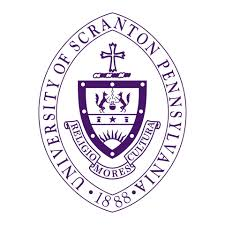 UNIVERSITY OF SCRANTON PENNSYLVANIA
· 1888 ·
RELIGIO MORES CULTURA